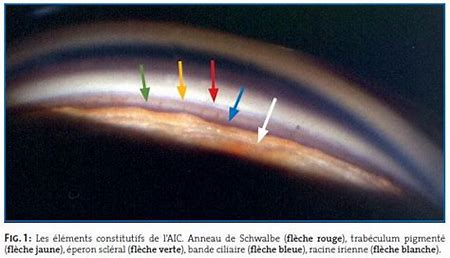 FIG. 1: Les éléments constitutifs de l'AIC. Anneau de Schwalbe (flèche rouge), trabéculum pigmenté
(flèche jaune), éperon scléral (flèche verte), bande ciliaire (flèche bleue), racine irienne (flèche blanche).